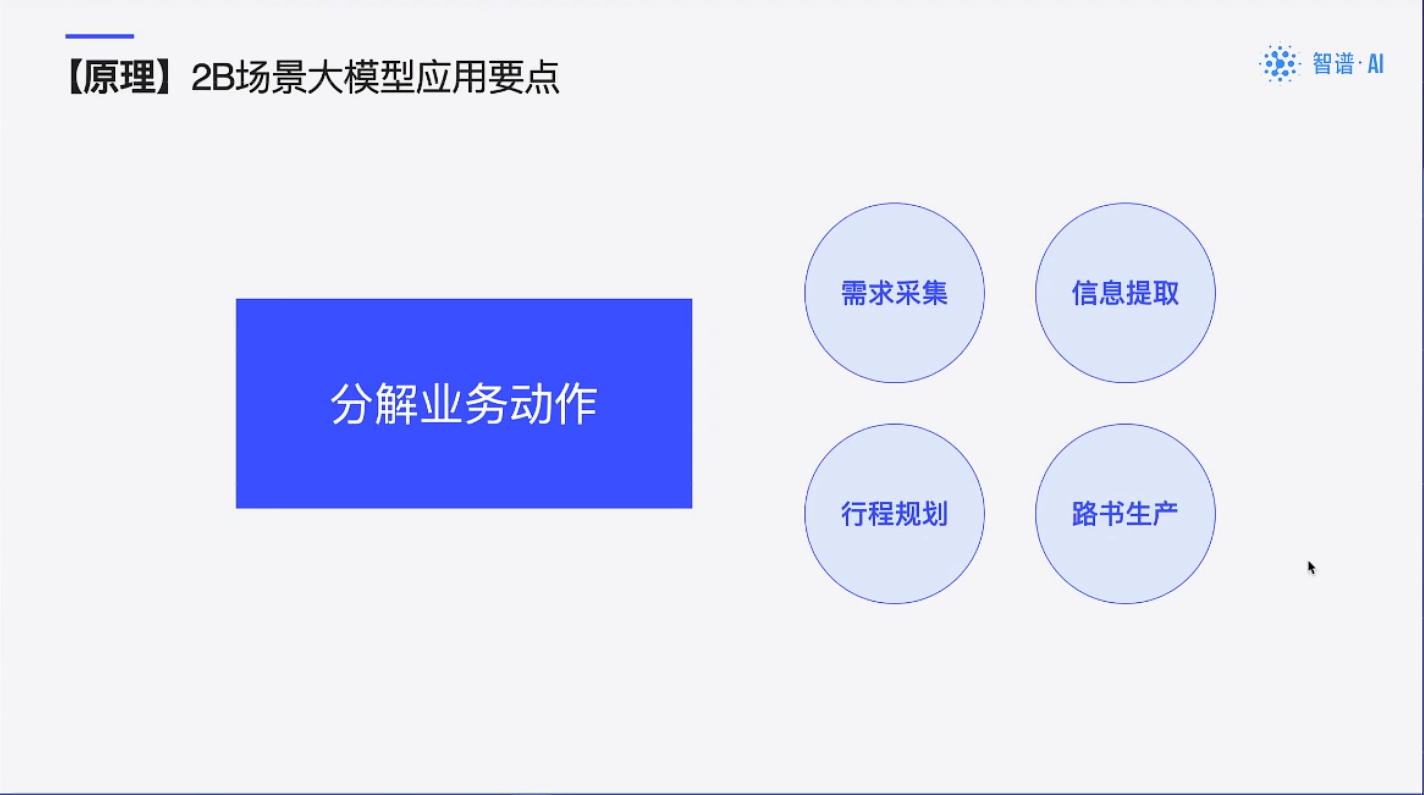 【原理】2B场景大模型应用要点
智谱·AI
分解业务动作
需求采集
信息提取
行程规划
路书生产